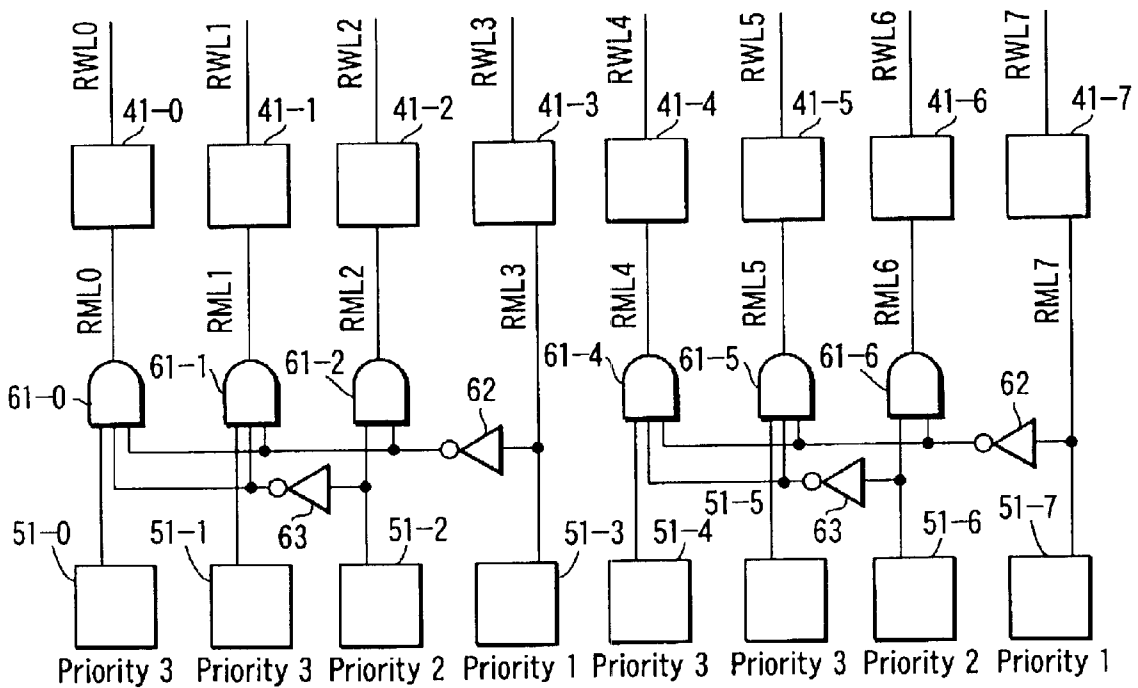 RWL0 RWL1 RWL2 RWL3 RWL4 RWL5 RWL6 RWL7
41-0 41-1 41-2 41-3 41-4 41-5 41-6 41-7
RML0 RML1 RML2 RML3 RML4 RML5 RML6 RML7
61-0 61-1 61-2 62 61-4 61-5 61-6 62
63 63
51-0 51-1 51-2 51-3 51-4 51-5 51-6 51-7
Priority 3 Priority 3 Priority 2 Priority 1 Priority 3 Priority 3 Priority 2 Priority 1